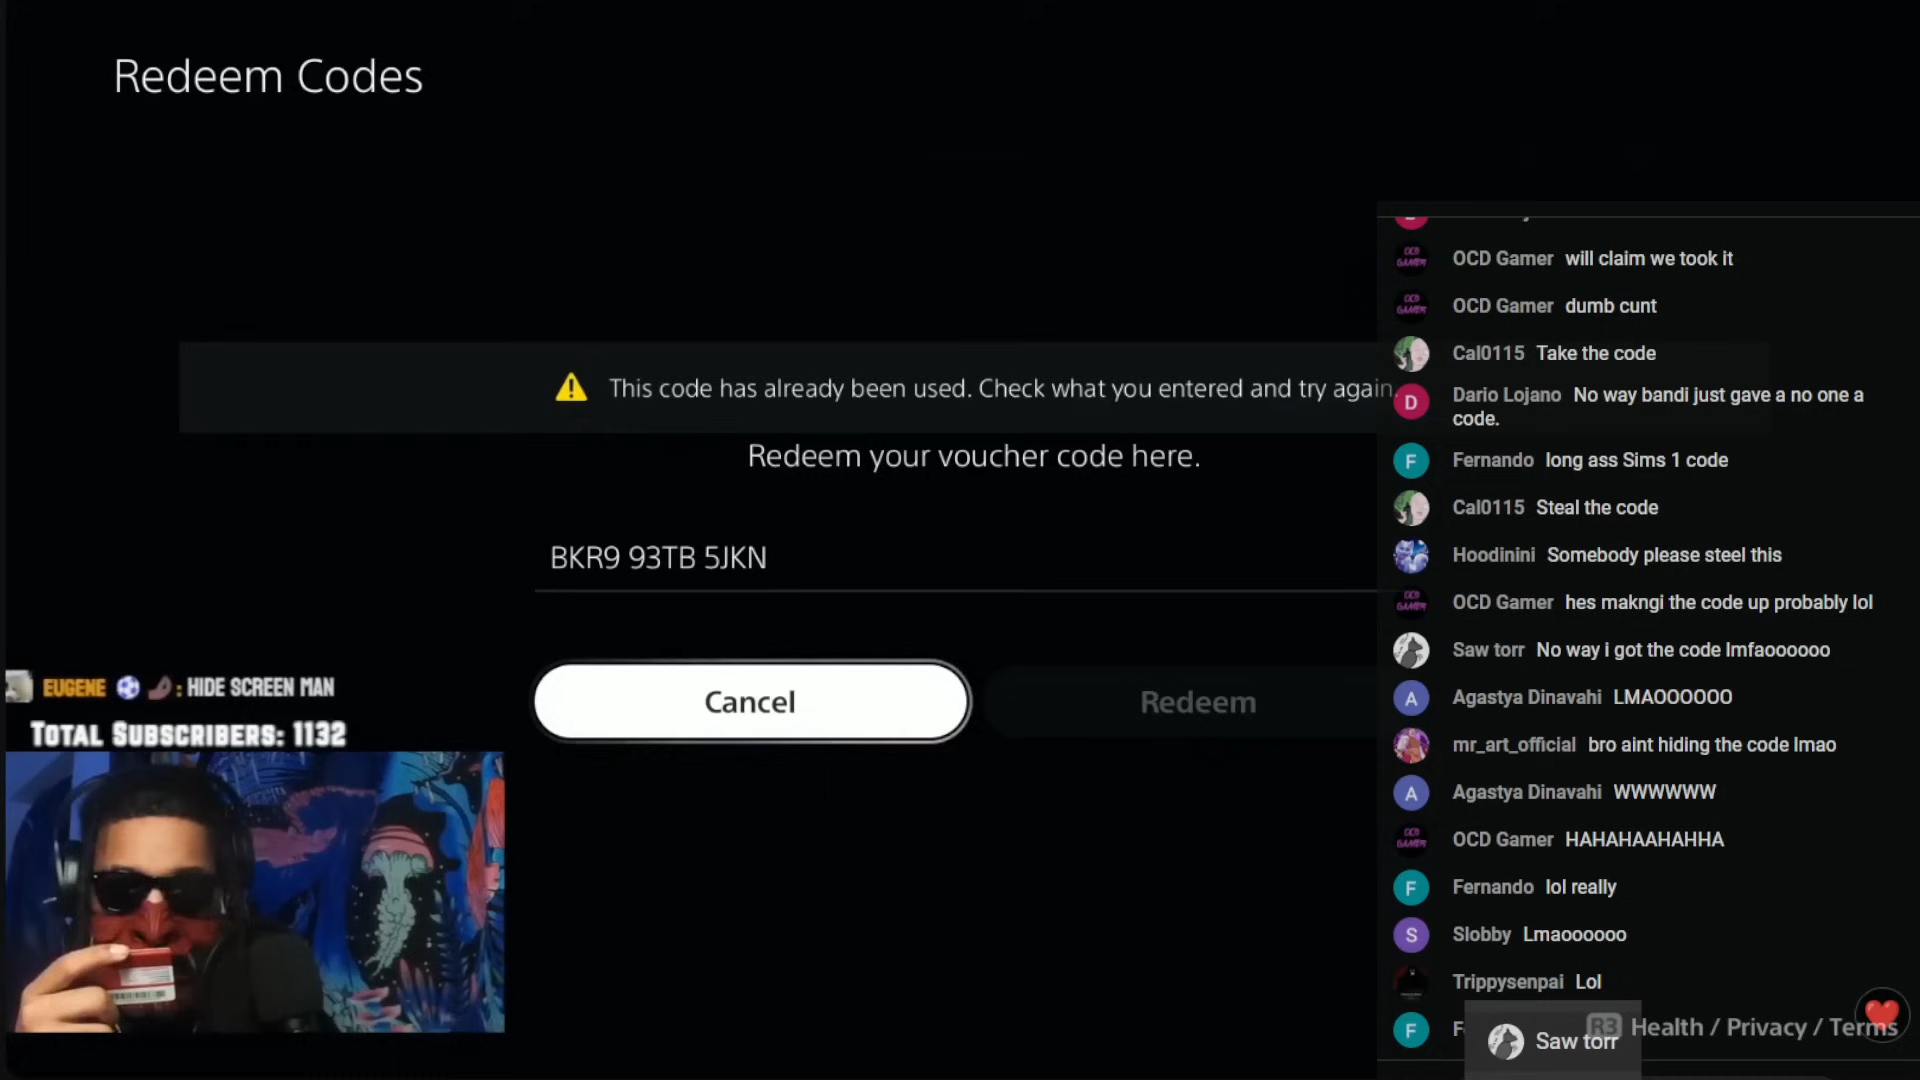 Redeem Codes
OCD Gamer will claim we took it
OCD Gamer dumb cunt
Cal0115 Take the code
This code has already been used. Check what you entered and try again.
Dario Lojano No way bandi just gave a no one a
code.
Redeem your voucher code here.
Fernando long ass Sims 1 code
Cal0115 Steal the code
BKR9 93TB 5JKN
Hoodinini Somebody please steel this
OCD Gamer hes makngi the code up probably lol
Saw torr No way i got the code lmfaoooooo
Cancel
Redeem
EUGENE : HIDE SCREEN MAN
TOTAL SUBSCRIBERS: 1132
Agastya Dinavahi LMAOOOOOO
mr_art_official bro aint hiding the code lmao
Agastya Dinavahi WWWWWW
OCD Gamer HAHAHAAHAHHA
Fernando lol really
Slobby Lmaoooooo
Trippysenpai Lol
R3 Health / Privacy / Terms
Saw torr